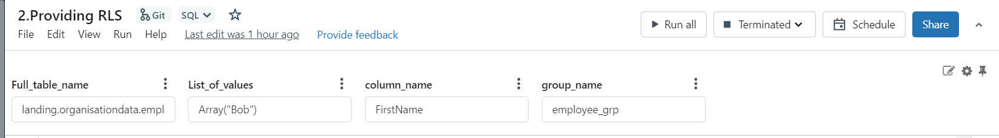 2.Providing RLS Git SQL
File Edit View Run Help Last edit was 1 hour ago Provide feedback
Run all Terminated Schedule Share
Full_table_name List_of_values column_name group_name
landing.organisationdata.empl Array("Bob") FirstName employee_grp